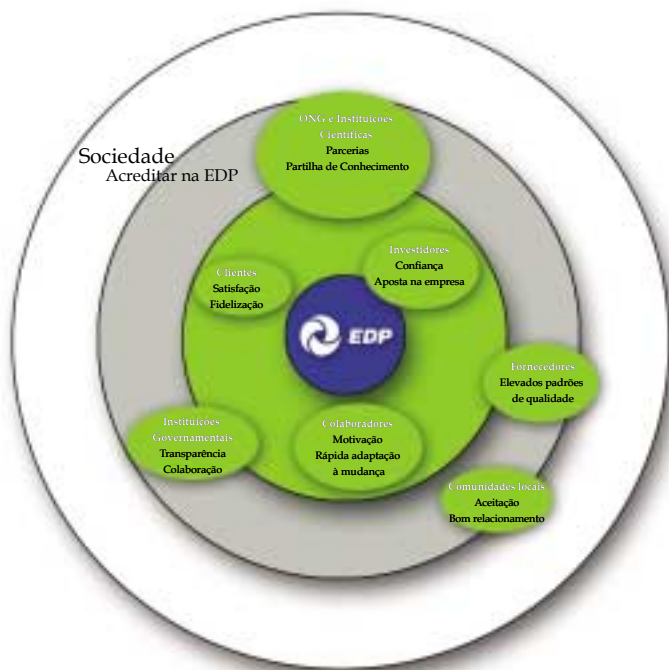 ONG e Instituições
Científicas
Parcerias
Partilha de Conhecimento
Sociedade
Acreditar na EDP
Investidores
Confiança
Aposta na empresa
Clientes
Satisfação
Fidelização
EDP
Fornecedores
Elevados padrões
de qualidade
Instituições
Governamentais
Transparência
Colaboração
Colaboradores
Motivação
Rápida adaptação
à mudança
Comunidades locais
Aceitação
Bom relacionamento